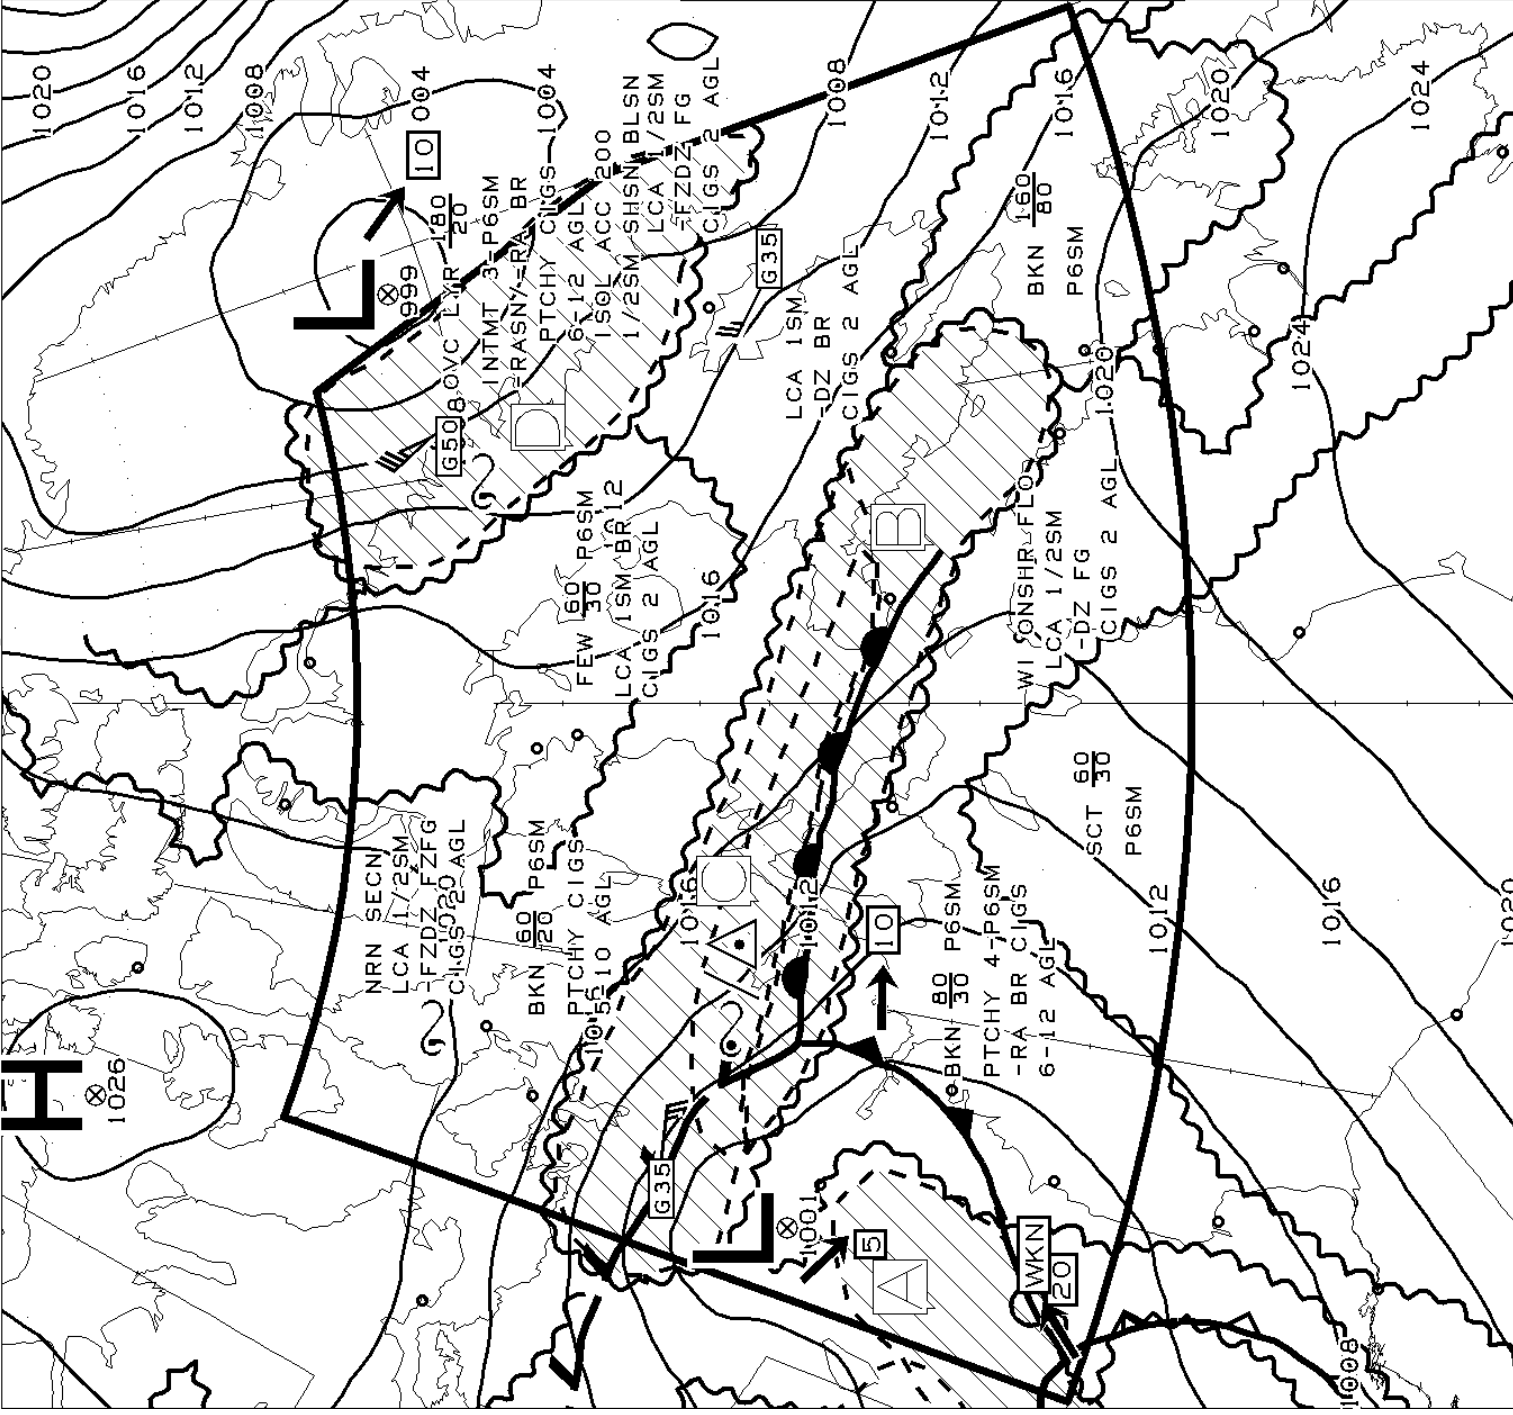 1020
1016
1012
1008
1004
1004
1008
1012
1016
1020
1024
10
999
OVC LYR 180/20
INTMT 3-P6SM
-RASN/-RA BR
PTCHY CIGS
6-12 AGL
ISOL ACC 200
1/2SM SHSN BLSN
LCA 1/2SM
-FZDZ FG
CIGS 2 AGL
G50
D
G35
BKN 160/80
P6SM
LCA 1SM
-DZ BR
CIGS 2 AGL
1024
1020
FEW 60/30 P6SM
LCA 1SM BR
CIGS 2 AGL
12
1016
B
WI ONSHR FLO
LCA 1/2SM
-DZ FG
CIGS 2 AGL
NRN SECN
LCA 1/2SM
-FZDZ FZFG
CIGS 2 AGL
1020
BKN 60/20 P6SM
PTCHY CIGS
5-10 AGL
1016
C
1012
SCT 60/30
P6SM
1012
1016
1020
10
BKN 80/30 P6SM
PTCHY 4-P6SM
-RA BR CIGS
6-12 AGL
H
1026
G35
L
1001
5
A
WKN
20
1008
L